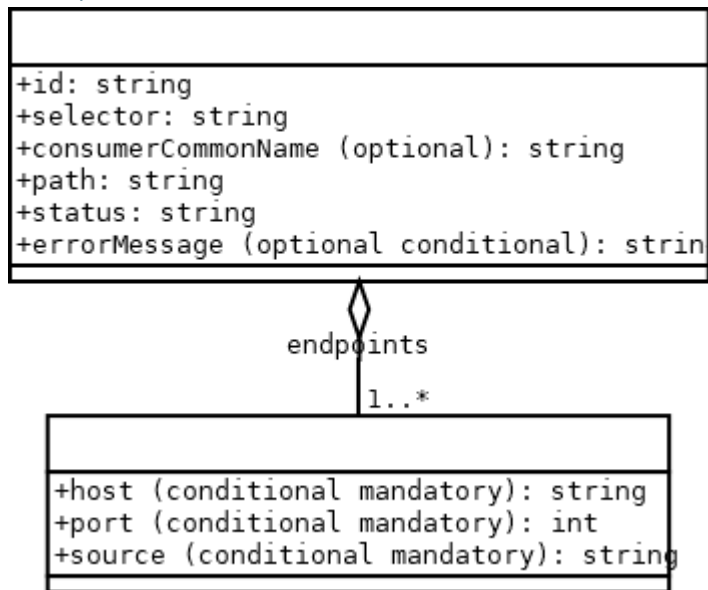 +id: string
+selector: string
+consumerCommonName (optional): string
+path: string
+status: string
+errorMessage (optional conditional): strin
endpoints
1..*
+host (conditional mandatory): string
+port (conditional mandatory): int
+source (conditional mandatory): string